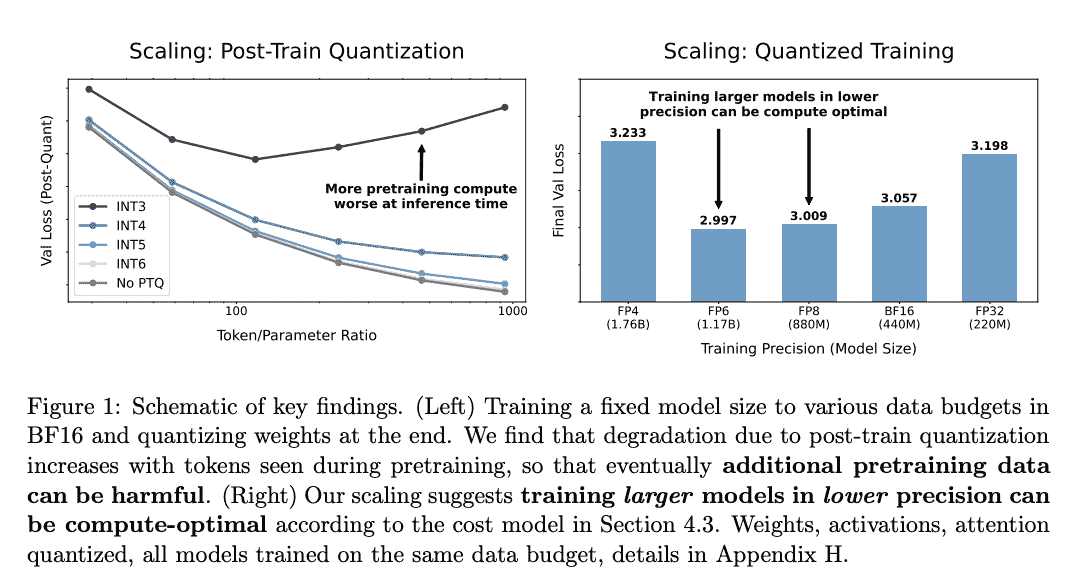 Scaling: Post-Train Quantization
Val Loss (Post-Quant)
More pretraining compute
worse at inference time
INT3
INT4
INT5
INT6
No PTQ
100
1000
Token/Parameter Ratio
Scaling: Quantized Training
Final Val Loss
Training larger models in lower
precision can be compute optimal
3.233
2.997
3.009
3.057
3.198
FP4
(1.76B)
FP6
(1.17B)
FP8
(880M)
BF16
(440M)
FP32
(220M)
Training Precision (Model Size)
Figure 1: Schematic of key findings. (Left) Training a fixed model size to various data budgets in
BF16 and quantizing weights at the end. We find that degradation due to post-train quantization
increases with tokens seen during pretraining, so that eventually additional pretraining data
can be harmful. (Right) Our scaling suggests training larger models in lower precision can
be compute-optimal according to the cost model in Section 4.3. Weights, activations, attention
quantized, all models trained on the same data budget, details in Appendix H.